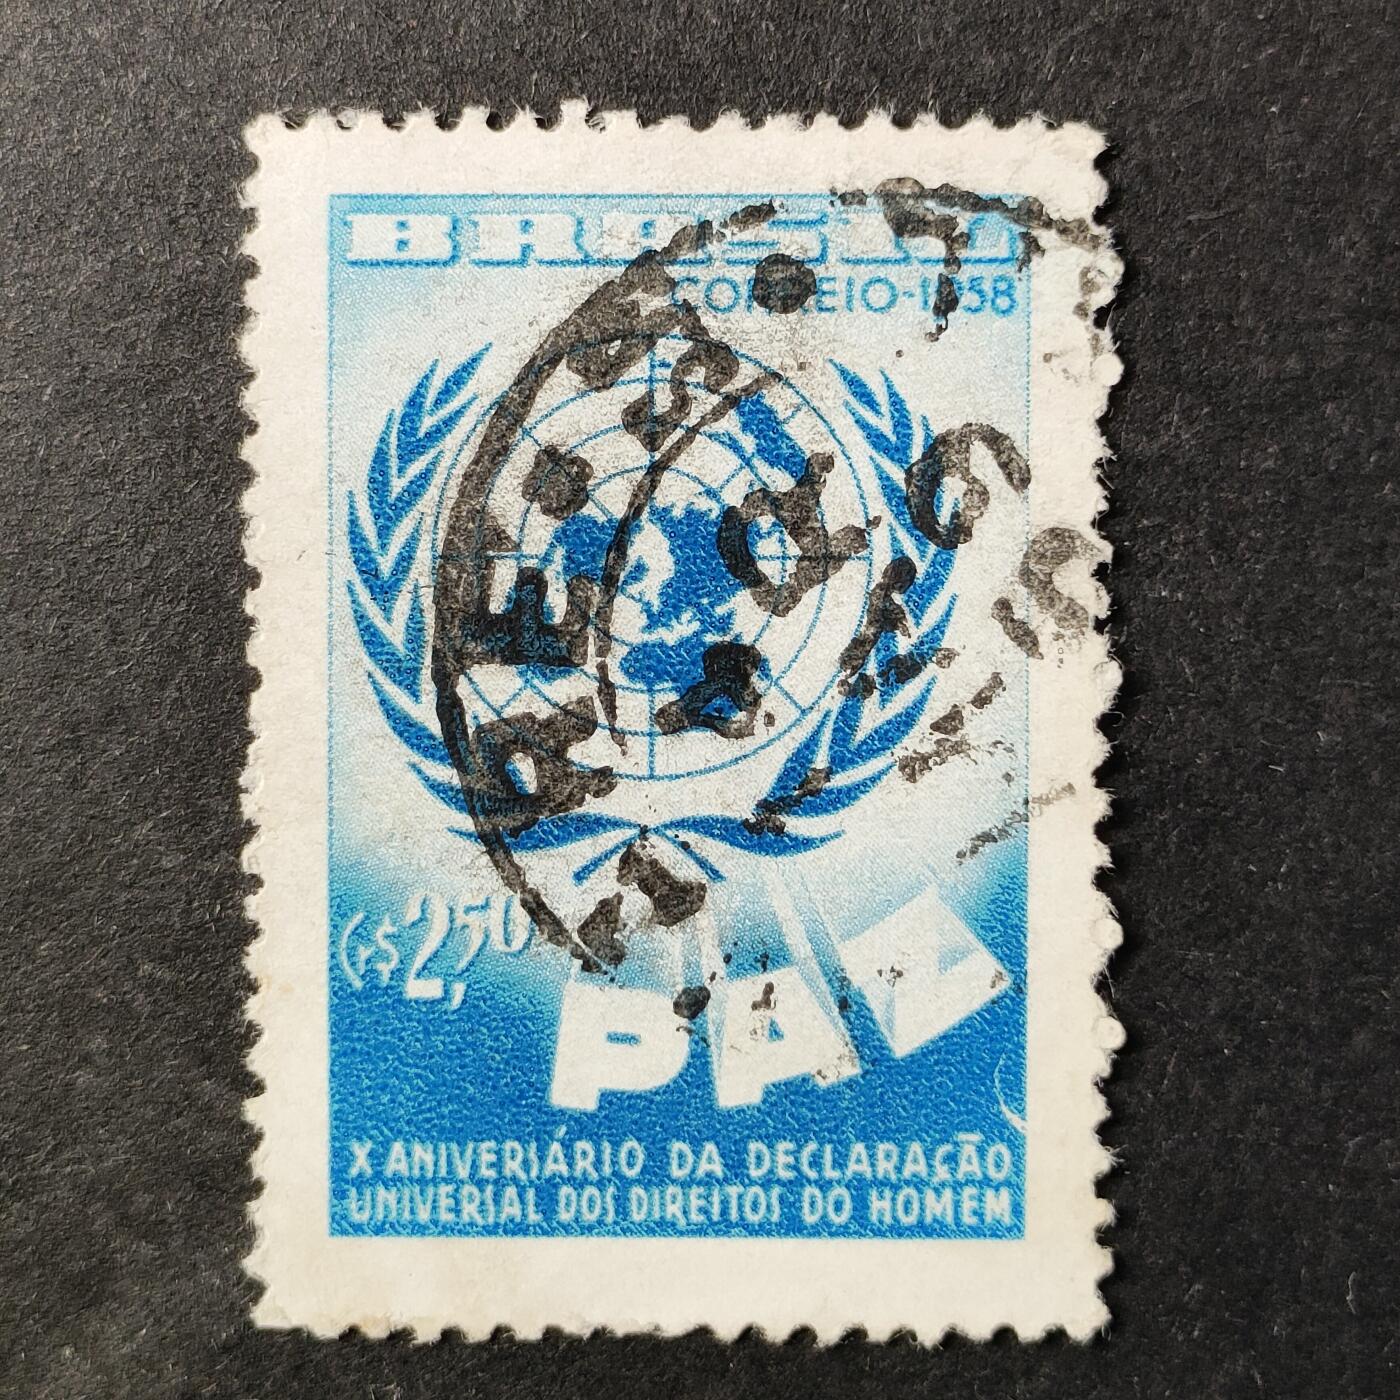 BRASIL
CORREIO-1958
Cr$ 2,50
PAZ
X ANIVERSÁRIO DA DECLARAÇÃO
UNIVERSAL DOS DIREITOS DO HOMEM